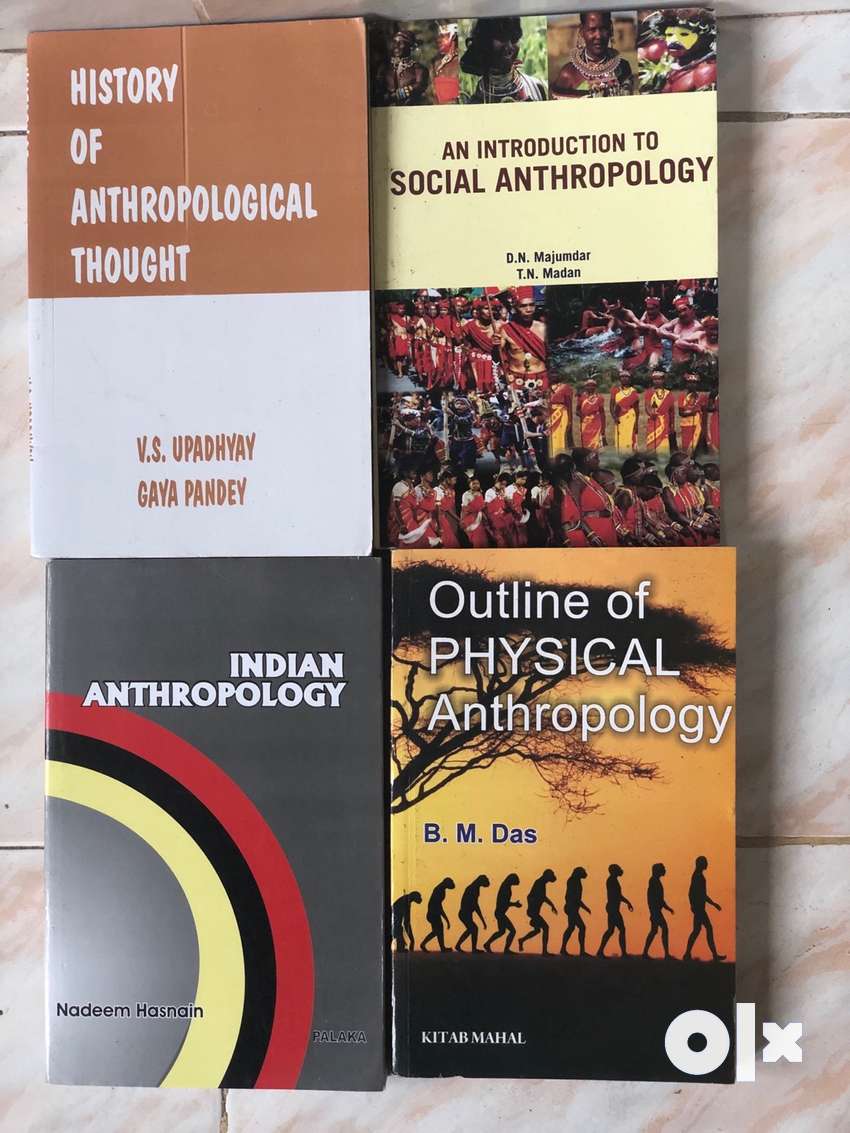 HISTORY
OF
ANTHROPOLOGICAL
THOUGHT
V.S. UPADHYAY
GAYA PANDEY
AN INTRODUCTION TO
SOCIAL ANTHROPOLOGY
D.N. Majumdar
T.N. Madan
INDIAN
ANTHROPOLOGY
Nadeem Hasnain
PALAKA
Outline of
PHYSICAL
Anthropology
B. M. Das
KITAB MAHAL
olx